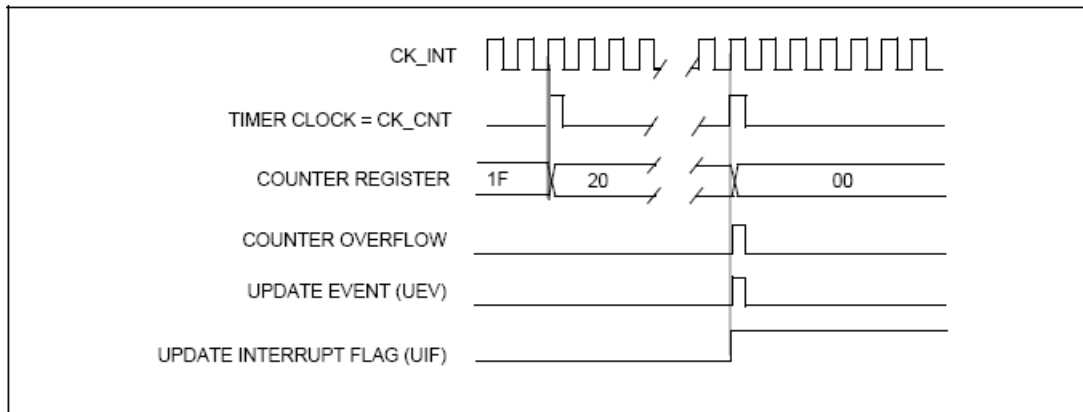 CK_INT
TIMER CLOCK = CK_CNT
COUNTER REGISTER 1F 20 00
COUNTER OVERFLOW
UPDATE EVENT (UEV)
UPDATE INTERRUPT FLAG (UIF)